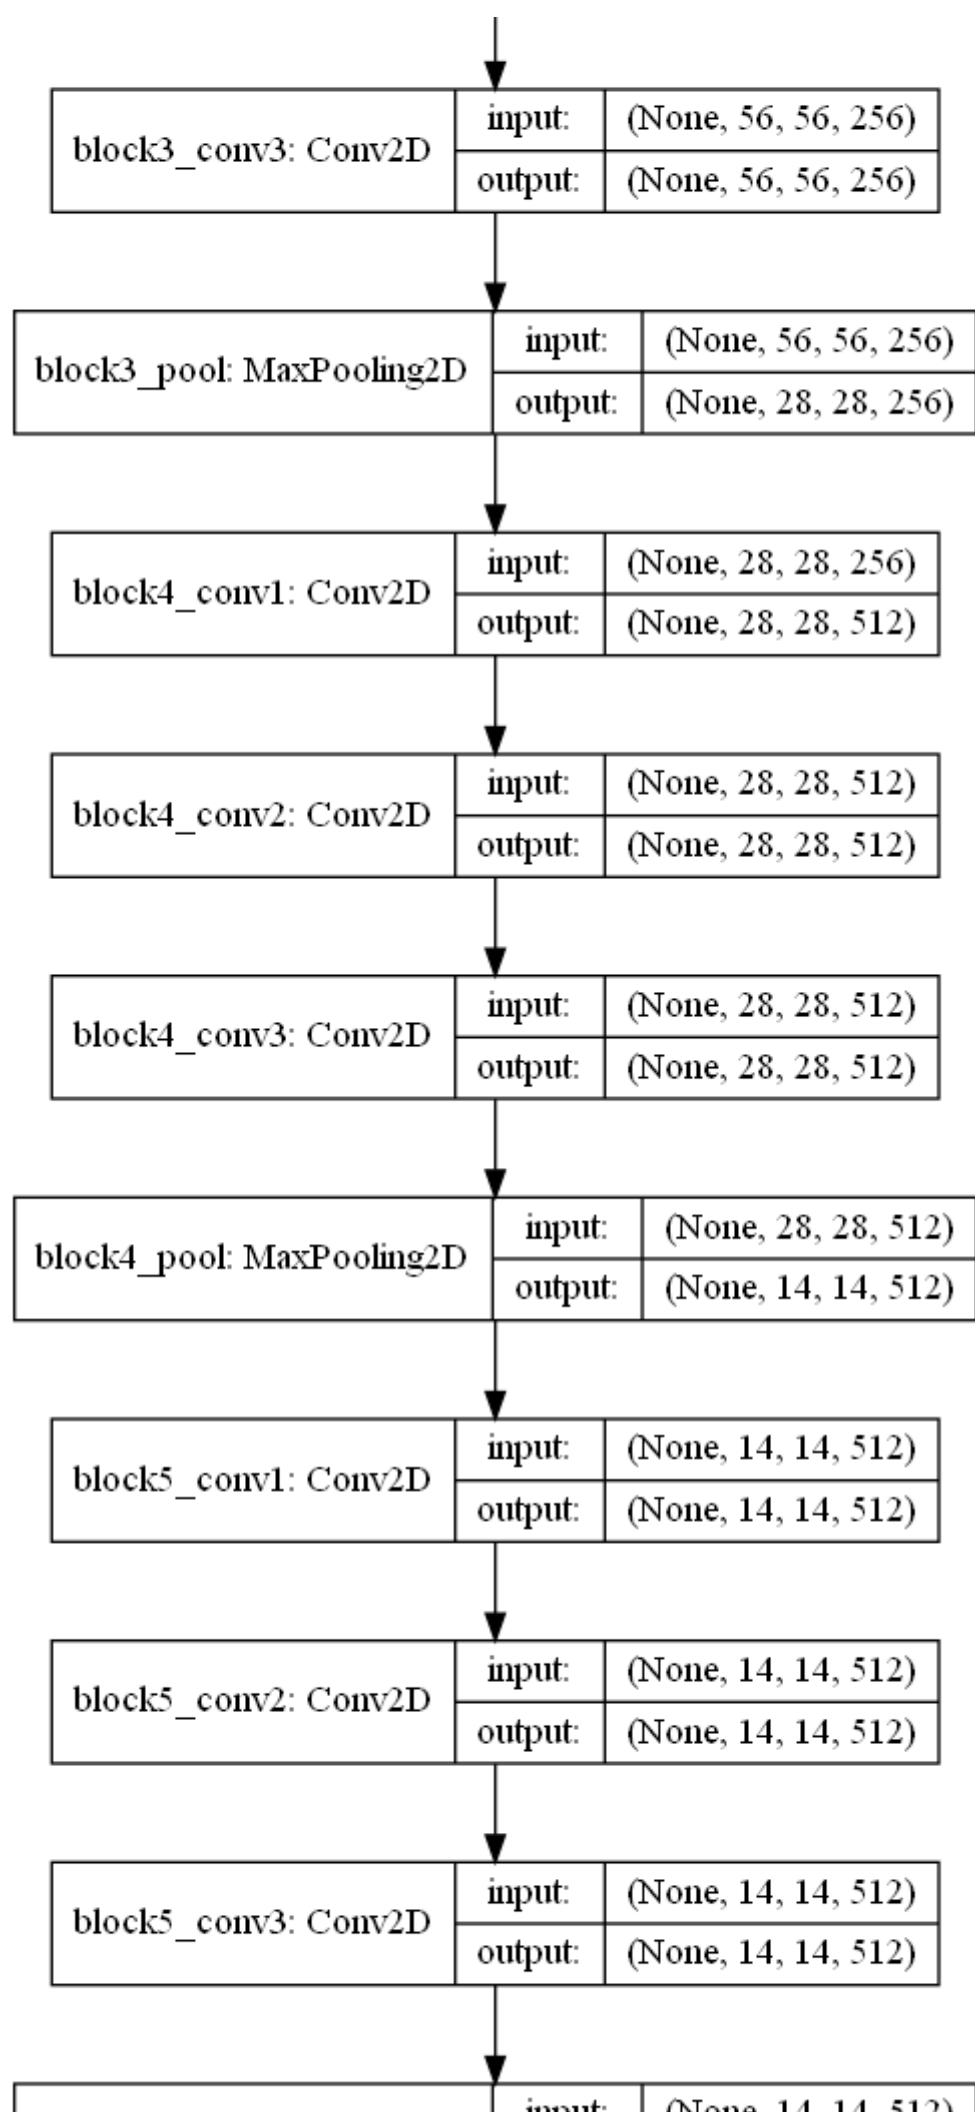 block3_conv3: Conv2D
input: (None, 56, 56, 256)
output: (None, 56, 56, 256)
block3_pool: MaxPooling2D
input: (None, 56, 56, 256)
output: (None, 28, 28, 256)
block4_conv1: Conv2D
input: (None, 28, 28, 256)
output: (None, 28, 28, 512)
block4_conv2: Conv2D
input: (None, 28, 28, 512)
output: (None, 28, 28, 512)
block4_conv3: Conv2D
input: (None, 28, 28, 512)
output: (None, 28, 28, 512)
block4_pool: MaxPooling2D
input: (None, 28, 28, 512)
output: (None, 14, 14, 512)
block5_conv1: Conv2D
input: (None, 14, 14, 512)
output: (None, 14, 14, 512)
block5_conv2: Conv2D
input: (None, 14, 14, 512)
output: (None, 14, 14, 512)
block5_conv3: Conv2D
input: (None, 14, 14, 512)
output: (None, 14, 14, 512)
input: (None, 14, 14, 512)